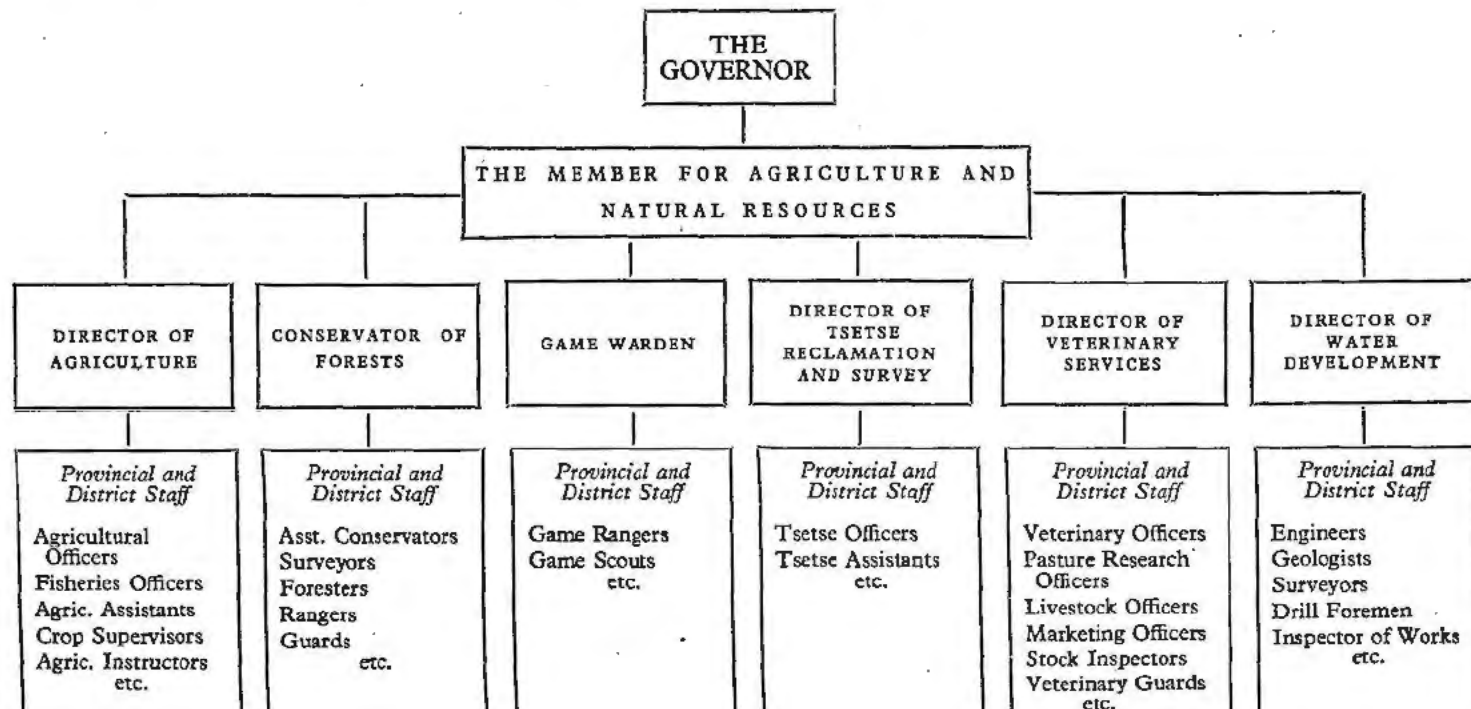 THE
GOVERNOR
THE MEMBER FOR AGRICULTURE AND
NATURAL RESOURCES
DIRECTOR OF
AGRICULTURE
CONSERVATOR OF
FORESTS
GAME WARDEN
DIRECTOR OF
TSETSE
RECLAMATION
AND SURVEY
DIRECTOR OF
VETERINARY
SERVICES
DIRECTOR OF
WATER
DEVELOPMENT
Provincial and
District Staff
Agricultural
Officers
Fisheries Officers
Agric. Assistants
Crop Supervisors
Agric. Instructors
etc.
Provincial and
District Staff
Asst. Conservators
Surveyors
Foresters
Rangers
Guards
etc.
Provincial and
District Staff
Game Rangers
Game Scouts
etc.
Provincial and
District Staff
Tsetse Officers
Tsetse Assistants
etc.
Provincial and
District Staff
Veterinary Officers
Pasture Research
Officers
Livestock Officers
Marketing Officers
Stock Inspectors
Veterinary Guards
etc.
Provincial and
District Staff
Engineers
Geologists
Surveyors
Drill Foremen
Inspector of Works
etc.